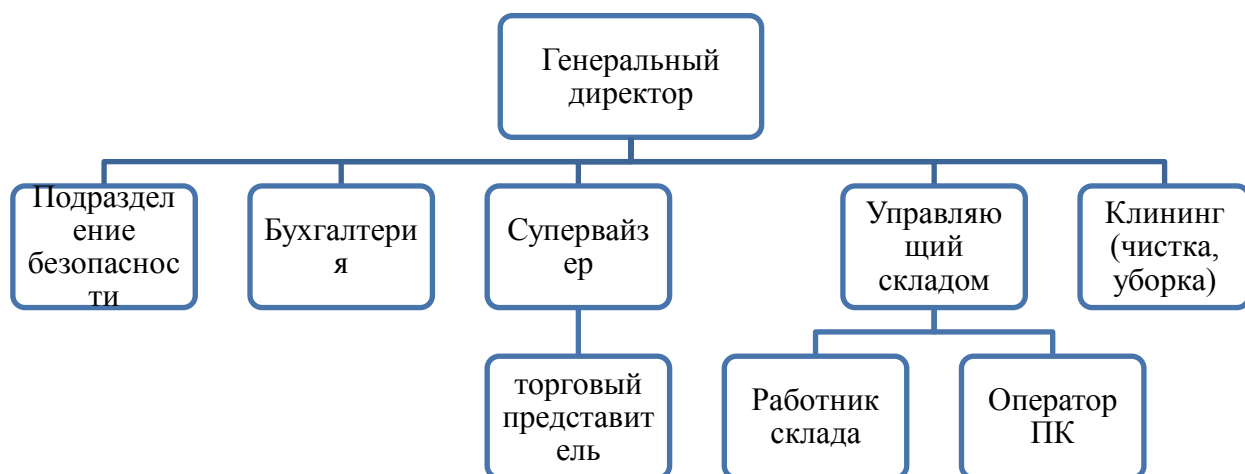 Генеральный
директор
Подраздел
ение
безопаснос
ти
Бухгалтери
я
Супервайз
ер
Управляю
щий
складом
Клининг
(чистка,
уборка)
торговый
представит
ель
Работник
склада
Оператор
ПК